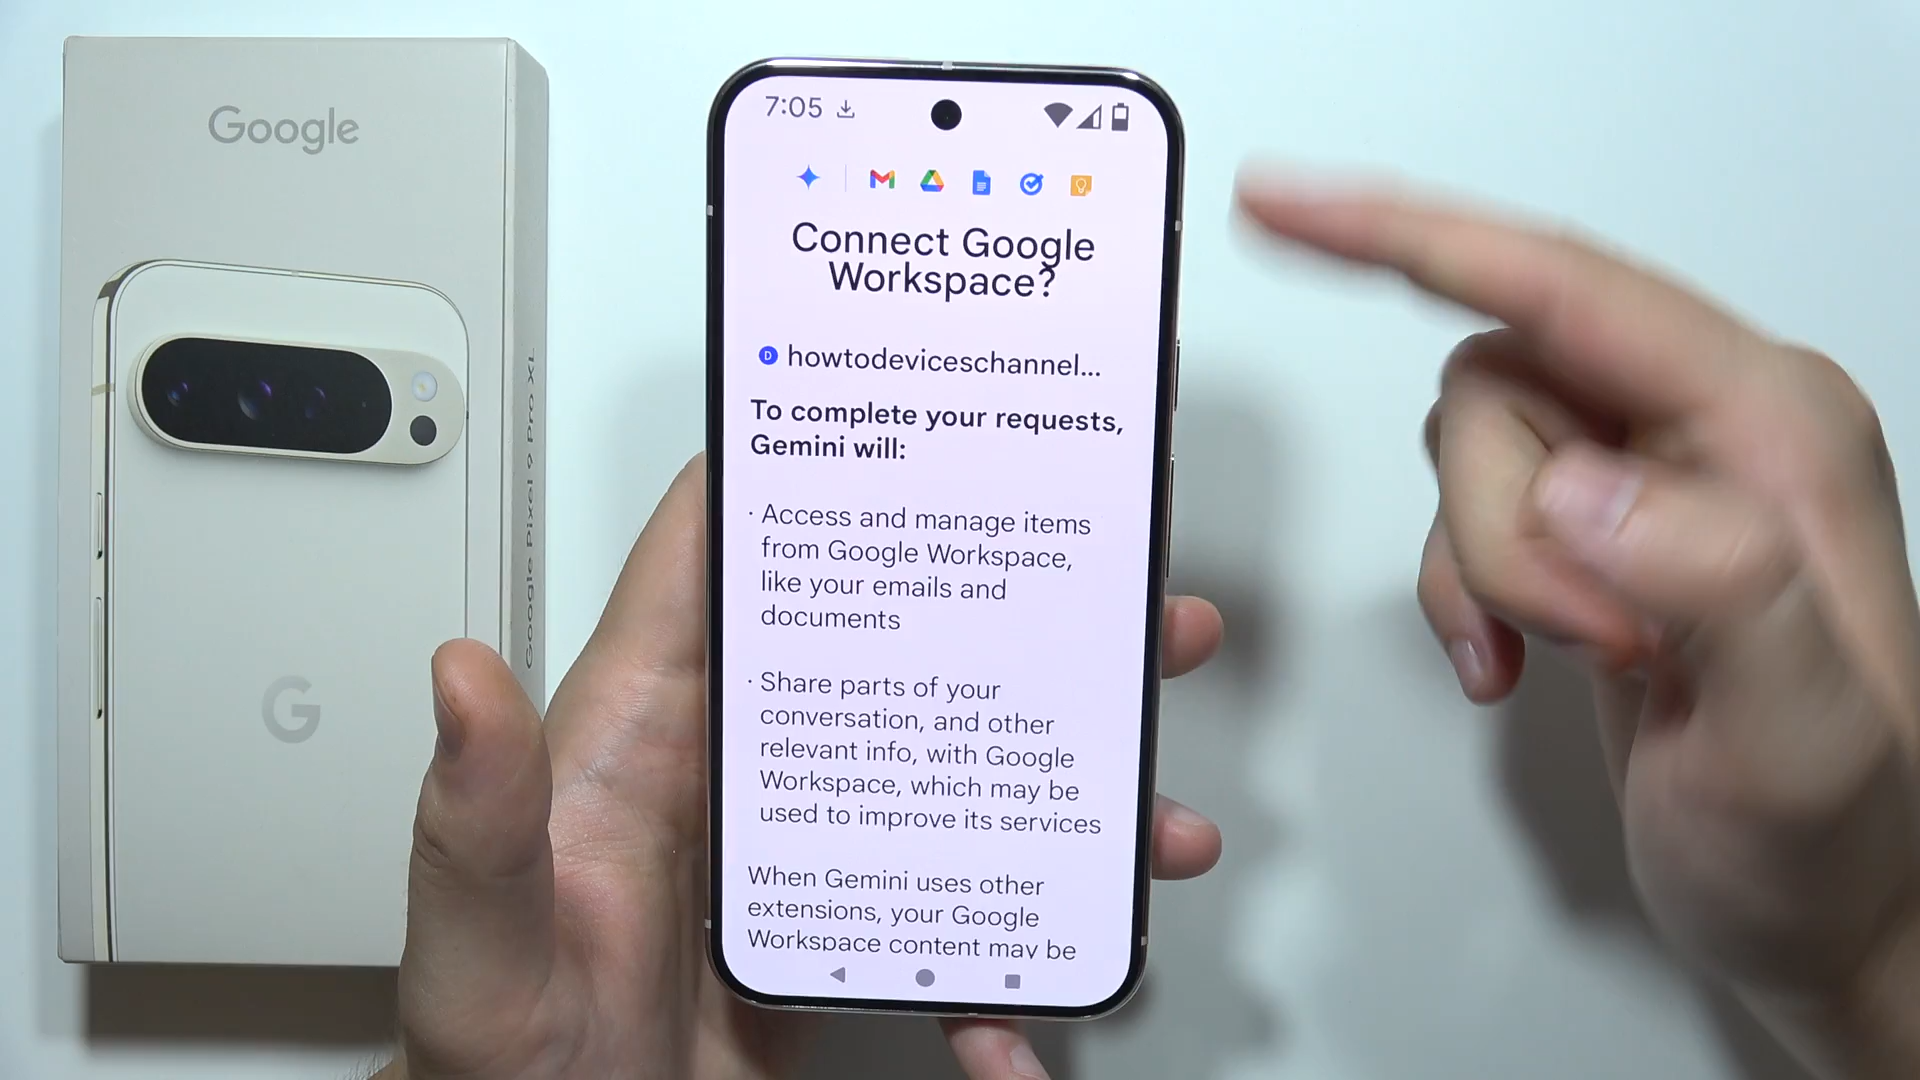 Google
G
Google Pixel 9 Pro XL
7:05
Connect Google
Workspace?
D howtodeviceschannel...
To complete your requests,
Gemini will:
· Access and manage items
from Google Workspace,
like your emails and
documents
· Share parts of your
conversation, and other
relevant info, with Google
Workspace, which may be
used to improve its services
When Gemini uses other
extensions, your Google
Workspace content may be